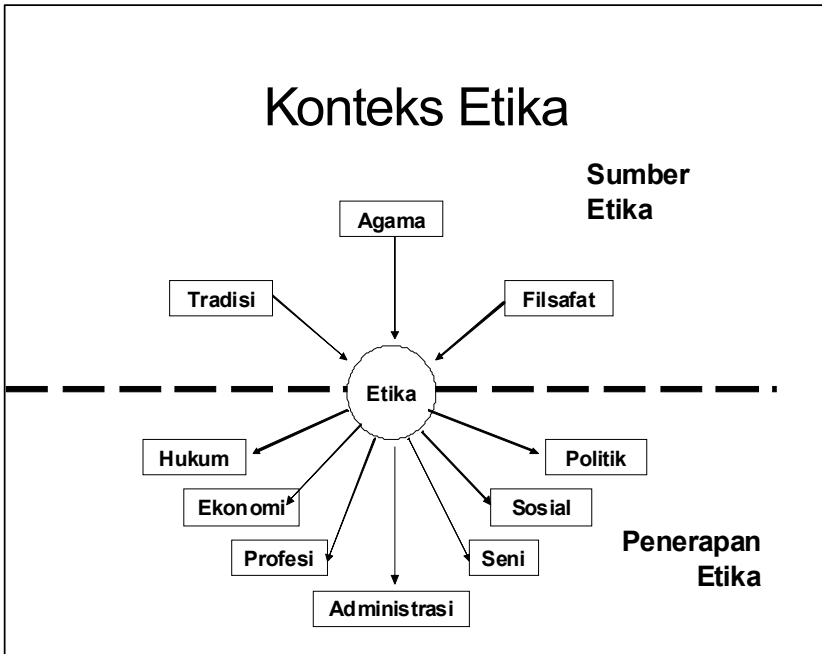 Konteks Etika
Sumber
Etika
Agama
Tradisi
Filsafat
Etika
Hukum
Politik
Ekonomi
Sosial
Profesi
Seni
Penerapan
Etika
Administrasi